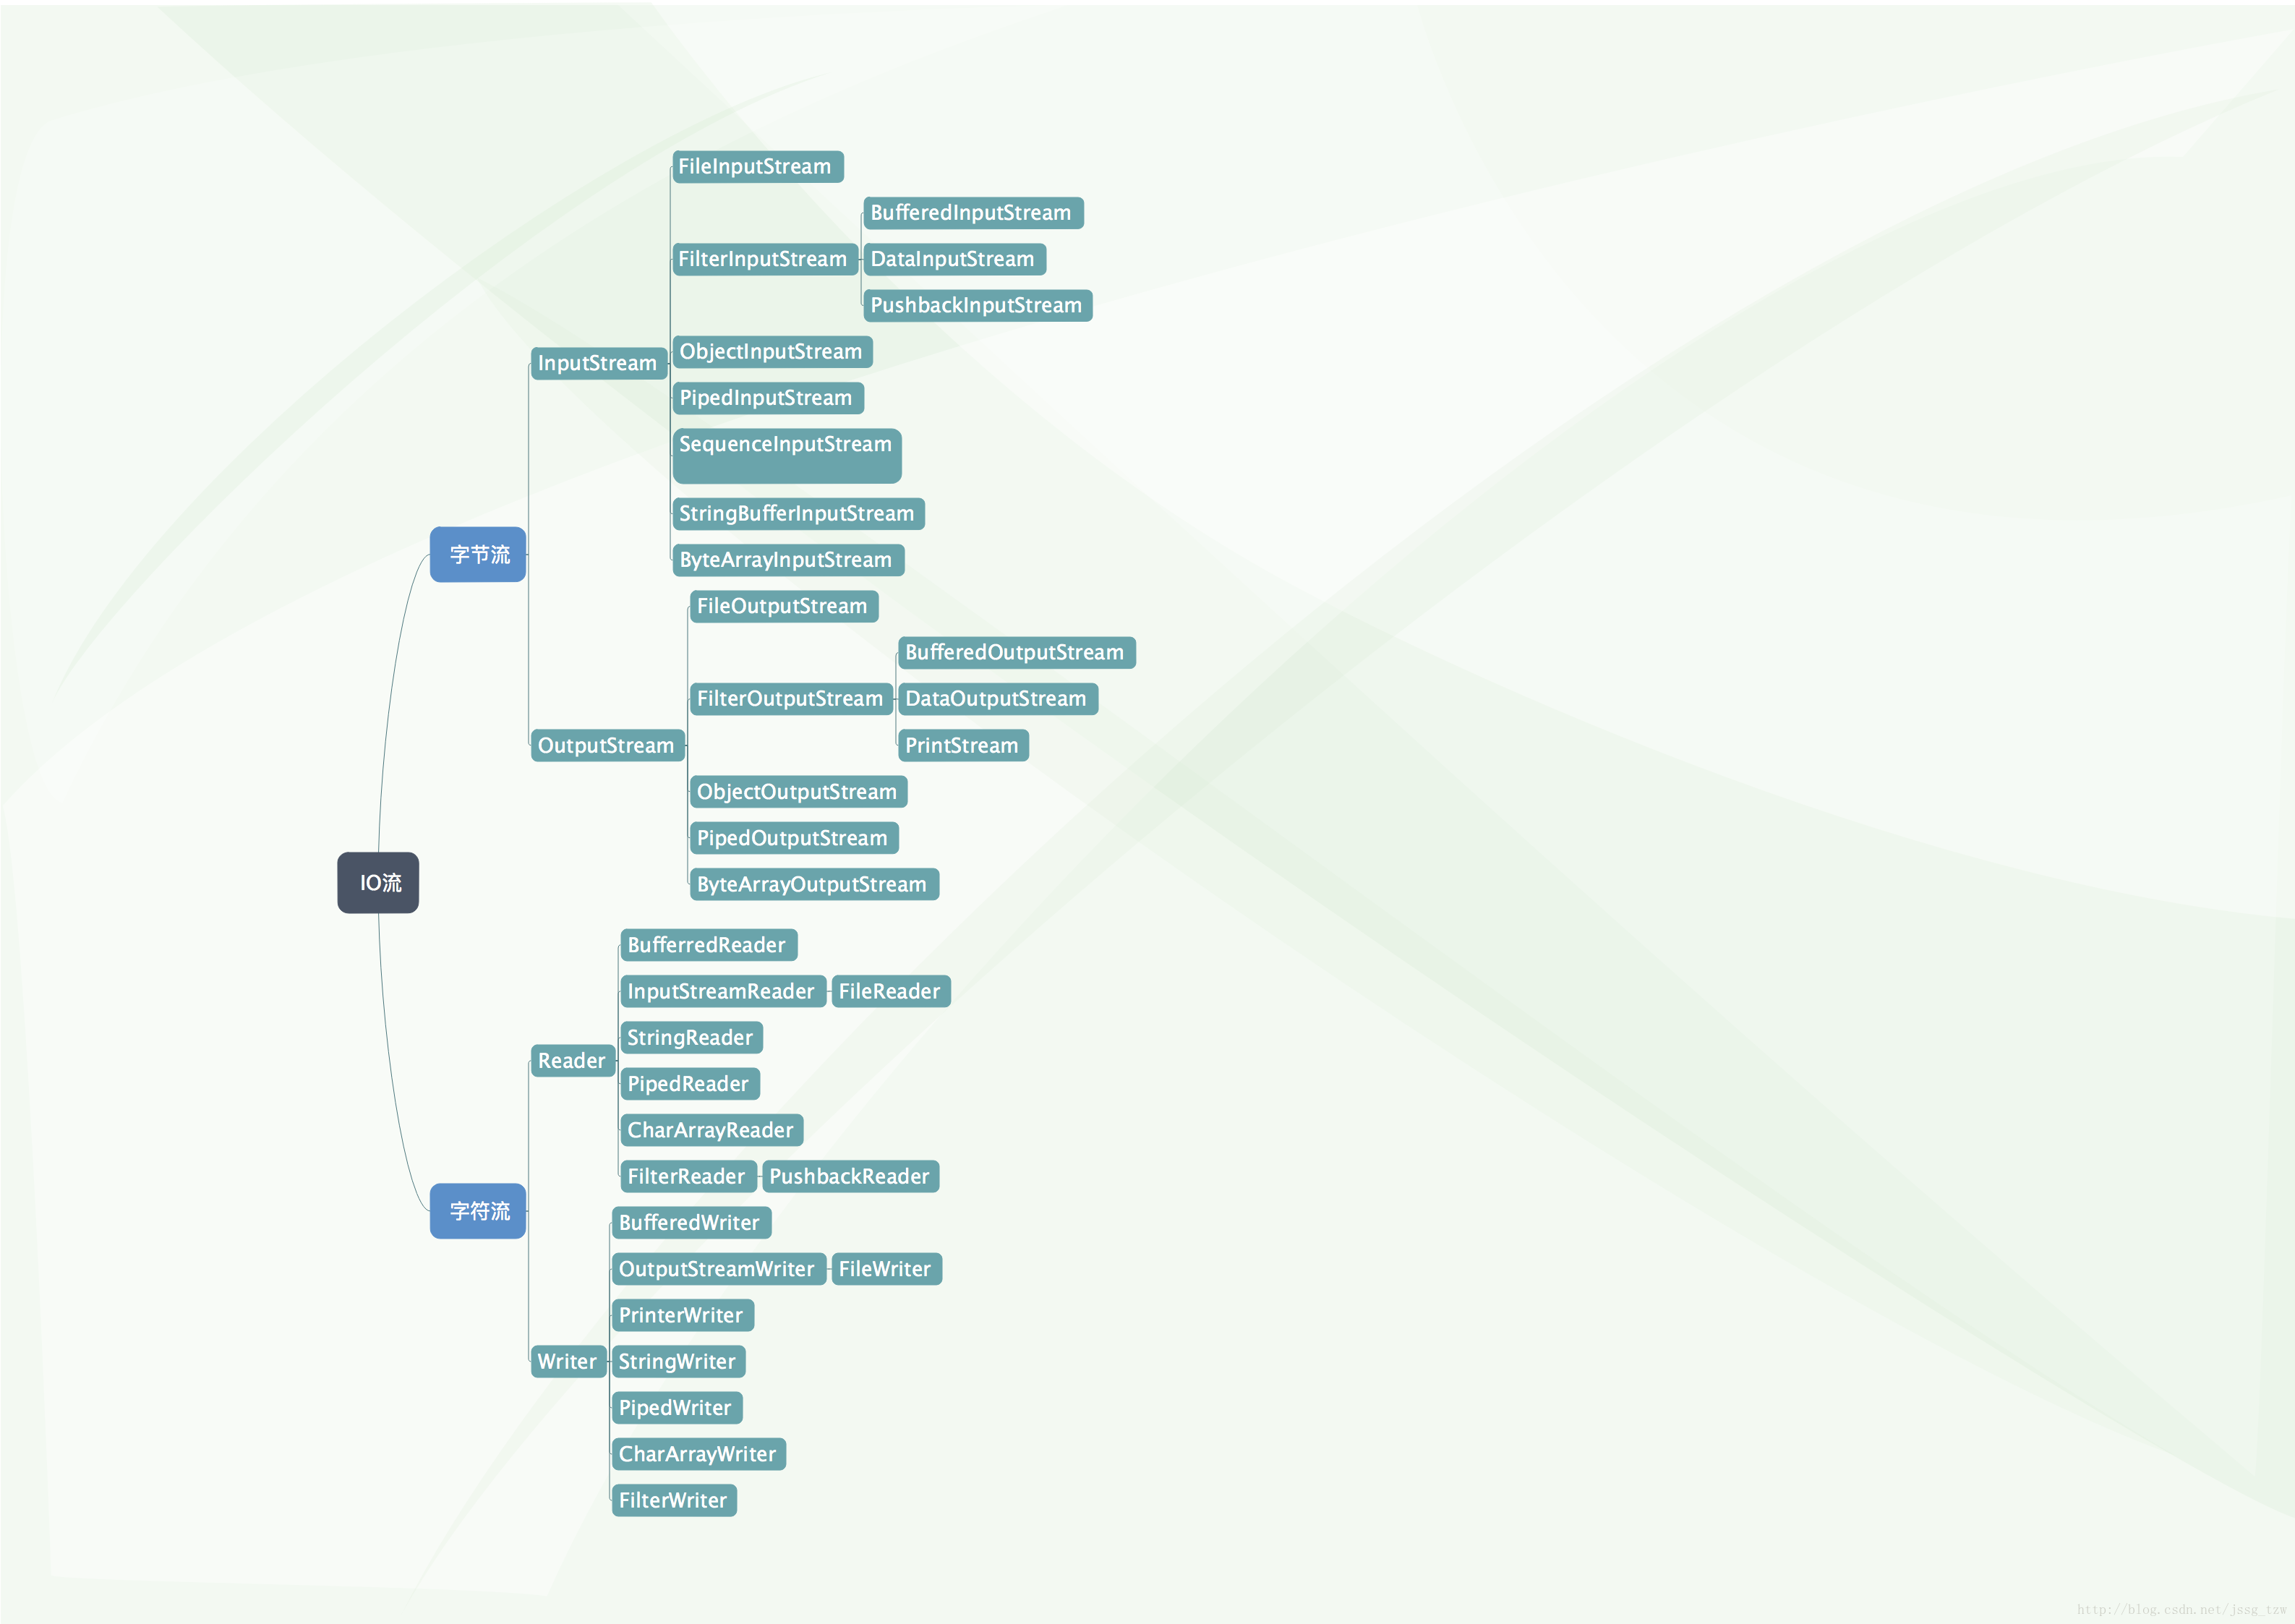 FileInputStream
BufferedInputStream
FilterInputStream
DataInputStream
PushbackInputStream
ObjectInputStream
InputStream
PipedInputStream
SequenceInputStream
StringBufferInputStream
字节流
ByteArrayInputStream
FileOutputStream
BufferedOutputStream
FilterOutputStream
DataOutputStream
OutputStream
PrintStream
ObjectOutputStream
PipedOutputStream
IO流
ByteArrayOutputStream
BufferredReader
InputStreamReader
FileReader
StringReader
Reader
PipedReader
CharArrayReader
FilterReader
PushbackReader
字符流
BufferedWriter
OutputStreamWriter
FileWriter
PrinterWriter
Writer
StringWriter
PipedWriter
CharArrayWriter
FilterWriter
http://blog.csdn.net/jssg_tzw